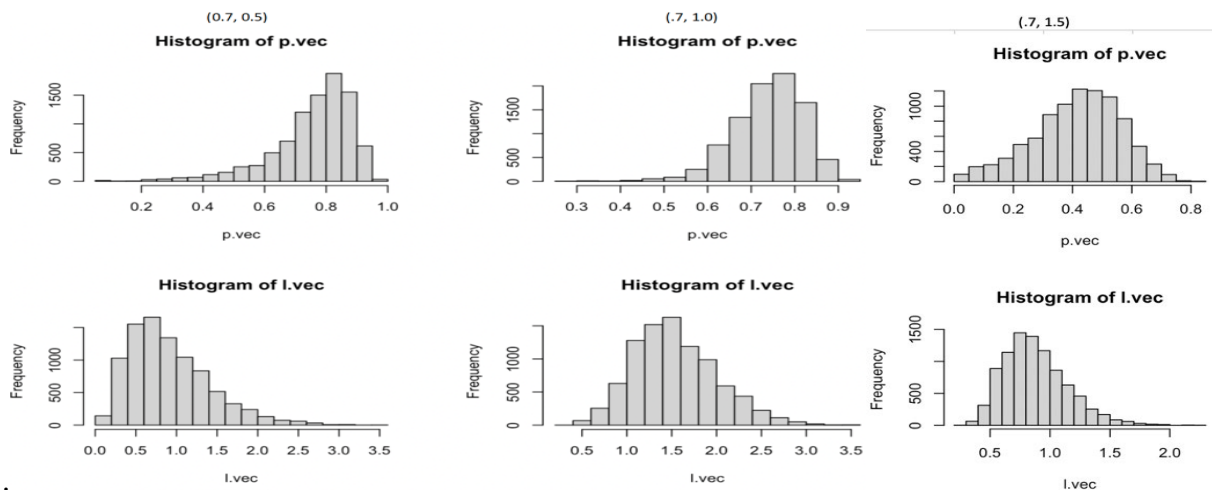 (0.7, 0.5)
Histogram of p.vec
Frequency
0 500 1500
0.2 0.4 0.6 0.8 1.0
p.vec
(.7, 1.0)
Histogram of p.vec
Frequency
0 500 1500
0.3 0.4 0.5 0.6 0.7 0.8 0.9
p.vec
(.7, 1.5)
Histogram of p.vec
Frequency
0 400 1000
0.0 0.2 0.4 0.6 0.8
p.vec
Histogram of l.vec
Frequency
0 500 1000
0.0 0.5 1.0 1.5 2.0 2.5 3.0 3.5
l.vec
Histogram of l.vec
Frequency
0 500 1000
0.5 1.0 1.5 2.0 2.5 3.0 3.5
l.vec
Histogram of l.vec
Frequency
0 500 1500
0.5 1.0 1.5 2.0
l.vec